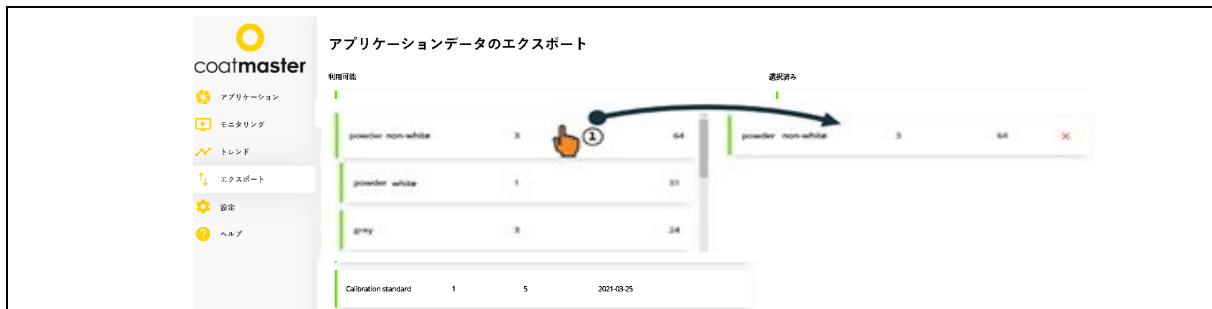 coatmaster
アプリケーション
モニタリング
トレンド
エクスポート
設定
ヘルプ
アプリケーションデータのエクスポート
利用可能
選択済み
powder non-white 3 64
①
powder white 1 31
grey 3 24
Calibration standard 1 5 2021-03-25
powder non-white 3 64 ×